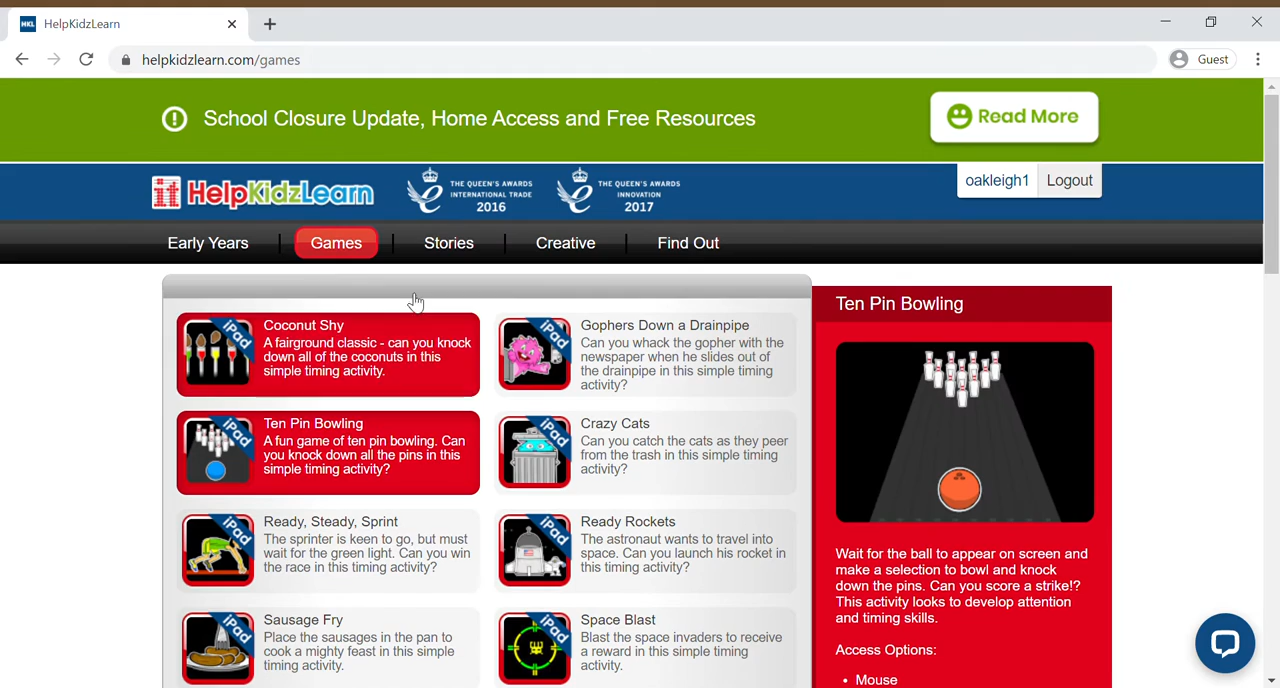 HKL HelpKidzLearn
helpkidzlearn.com/games
Guest
School Closure Update, Home Access and Free Resources
Read More
HelpKidzLearn
THE QUEEN'S AWARDS
INTERNATIONAL TRADE
2016
THE QUEEN'S AWARDS
INNOVATION
2017
oakleigh1
Logout
Early Years
Games
Stories
Creative
Find Out
iPad
Coconut Shy
A fairground classic - can you knock
down all of the coconuts in this
simple timing activity.
iPad
Gophers Down a Drainpipe
Can you whack the gopher with the
newspaper when he slides out of
the drainpipe in this simple timing
activity?
iPad
Ten Pin Bowling
A fun game of ten pin bowling. Can
you knock down all the pins in this
simple timing activity?
iPad
Crazy Cats
Can you catch the cats as they peer
from the trash in this simple timing
activity?
iPad
Ready, Steady, Sprint
The sprinter is keen to go, but must
wait for the green light. Can you win
the race in this timing activity?
iPad
Ready Rockets
The astronaut wants to travel into
space. Can you launch his rocket in
this timing activity?
iPad
Sausage Fry
Place the sausages in the pan to
cook a mighty feast in this simple
timing activity.
iPad
Space Blast
Blast the space invaders to receive
a reward in this simple timing
activity.
Ten Pin Bowling
Wait for the ball to appear on screen and
make a selection to bowl and knock
down the pins. Can you score a strike!?
This activity looks to develop attention
and timing skills.
Access Options:
• Mouse